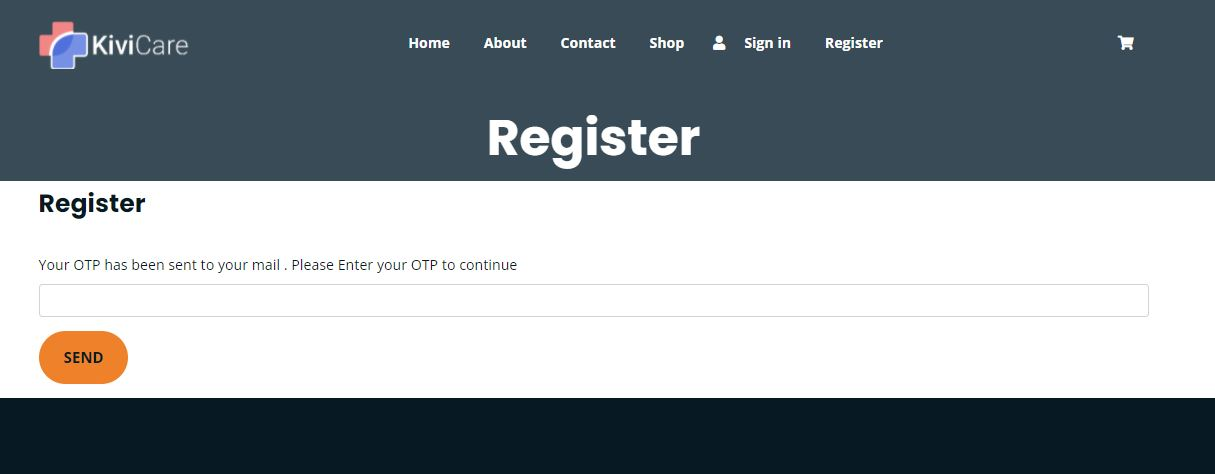 KiviCare
Home About Contact Shop Sign in Register
Register
Register
Your OTP has been sent to your mail . Please Enter your OTP to continue
SEND